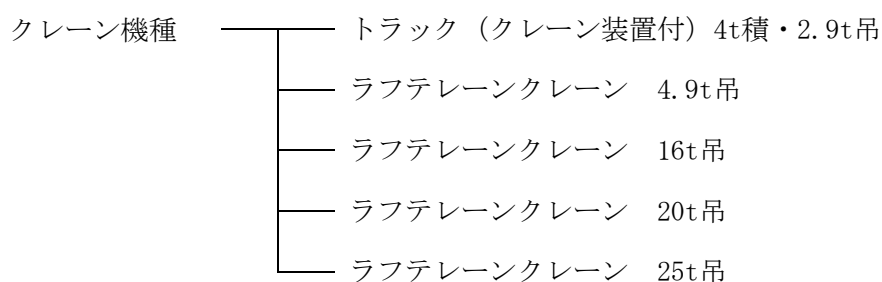 クレーン機種 トラック（クレーン装置付）4t積・2.9t吊
ラフテレーンクレーン 4.9t吊
ラフテレーンクレーン 16t吊
ラフテレーンクレーン 20t吊
ラフテレーンクレーン 25t吊